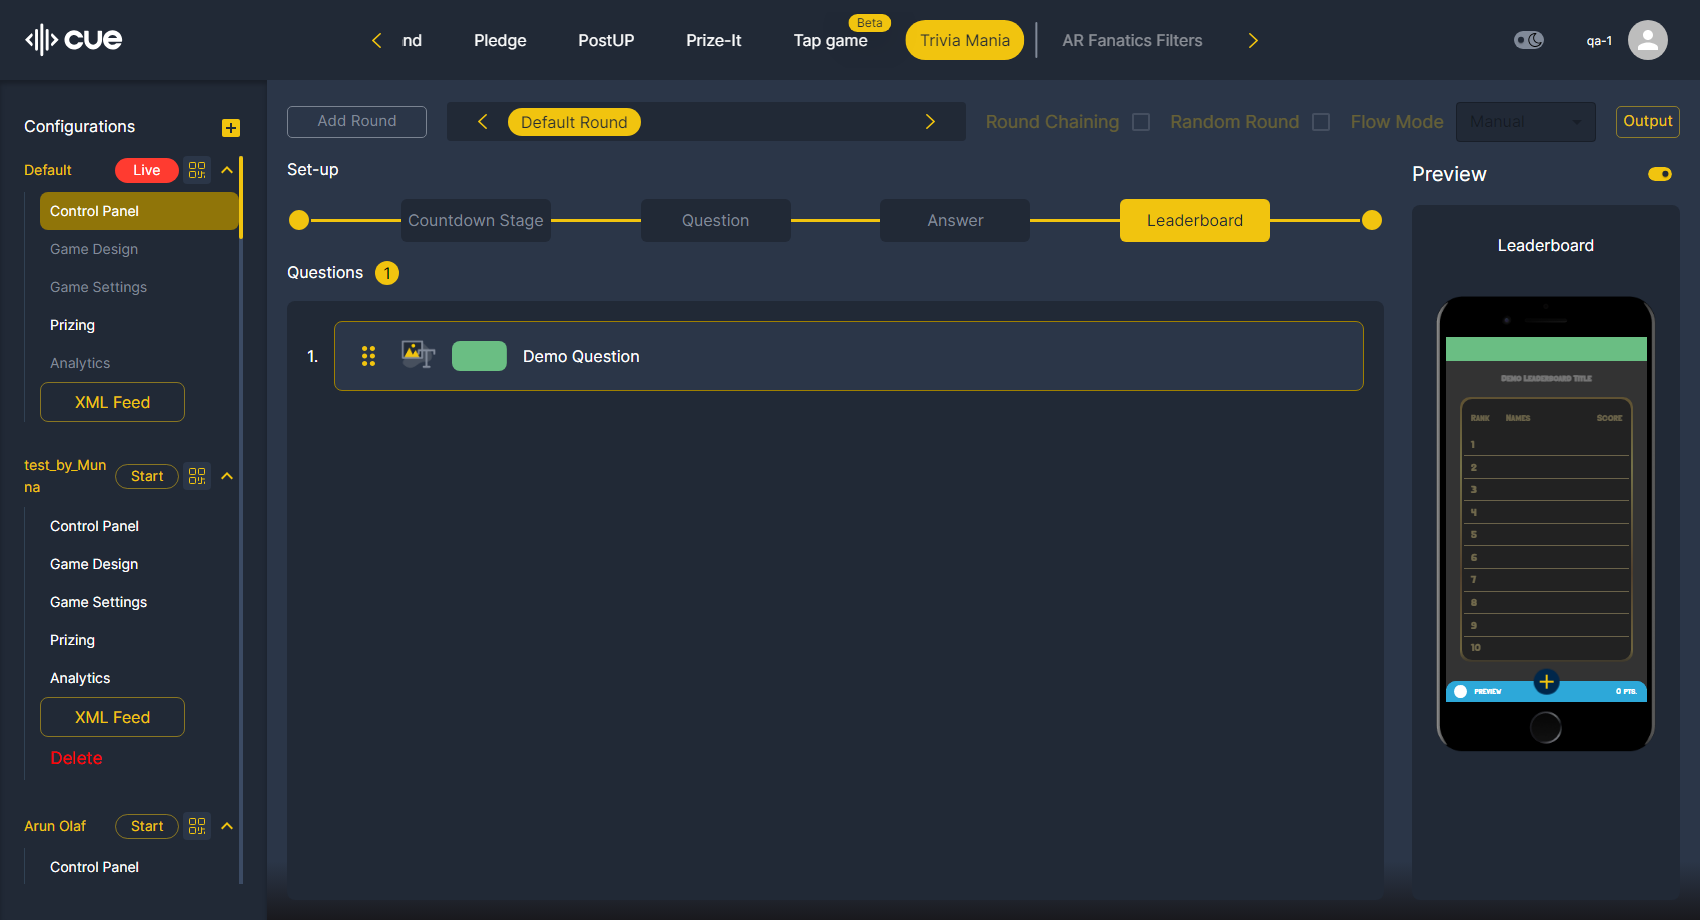 cue
nd
Pledge
PostUP
Prize-It
Tap game
Beta
Trivia Mania
AR Fanatics Filters
qa-1
Configurations
Default
Live
Control Panel
Game Design
Game Settings
Prizing
Analytics
XML Feed
test_by_Mun
na
Start
Control Panel
Game Design
Game Settings
Prizing
Analytics
XML Feed
Delete
Arun Olaf
Start
Control Panel
Add Round
Default Round
Round Chaining
Random Round
Flow Mode
Manual
Output
Set-up
Countdown Stage
Question
Answer
Leaderboard
Questions 1
1.
Demo Question
Preview
Leaderboard
Demo Leaderboard Title
Rank Names Score
1
2
3
4
5
6
7
8
9
10
PREVIEW
0 PTS.